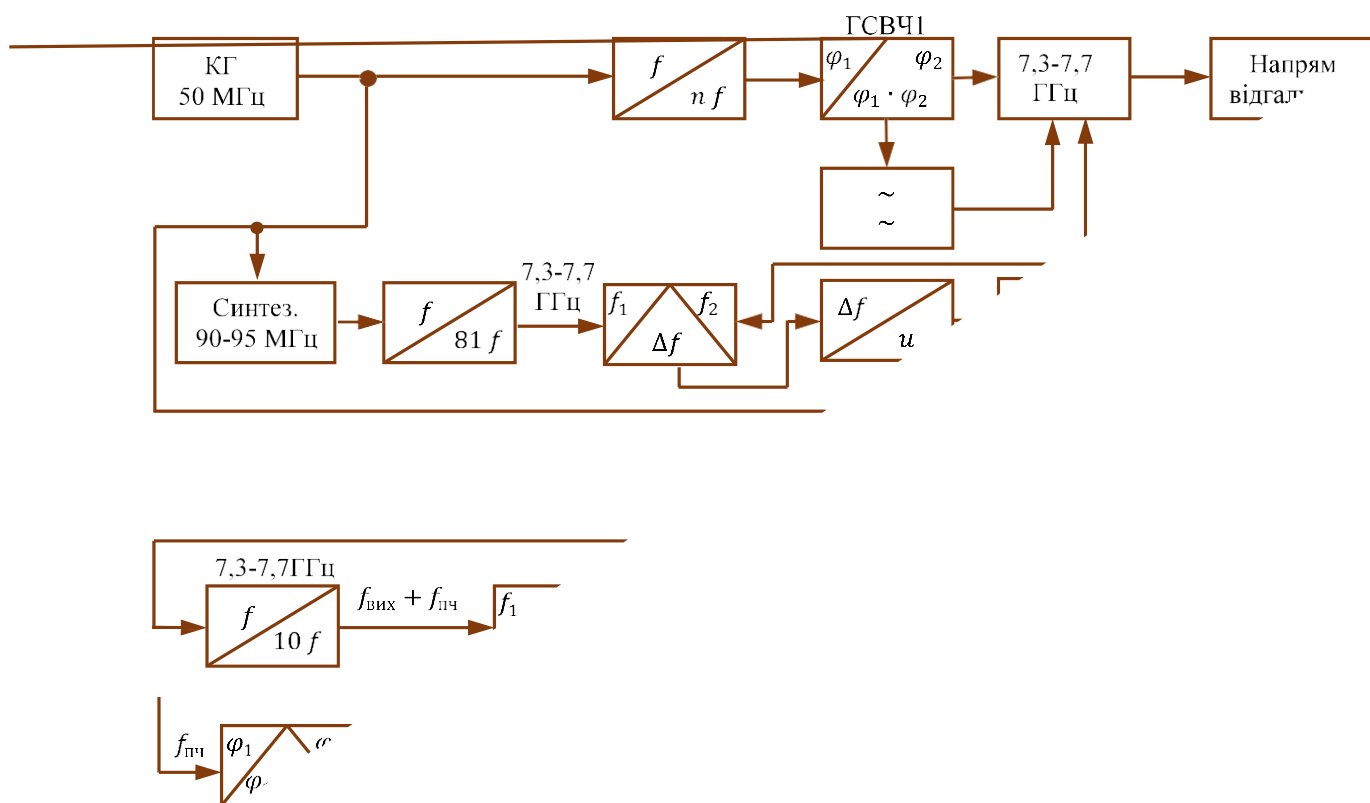 ГСВЧ1
КГ
50 МГц
f
n f
φ₁
φ₂
φ₁ · φ₂
7,3-7,7
ГГц
Напрям
~
~
Синтез.
90-95 МГц
f
81 f
7,3-7,7
ГГц
f₁
f₂
Δf
Δf
u
7,3-7,7ГГц
f
10 f
fвих + fпч
f₁
fпч
φ₁